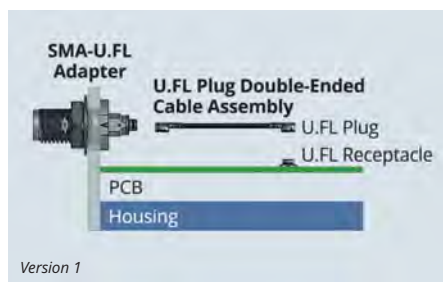 SMA-U.FL
Adapter
U.FL Plug Double-Ended
Cable Assembly
U.FL Plug
U.FL Receptacle
PCB
Housing
Version 1